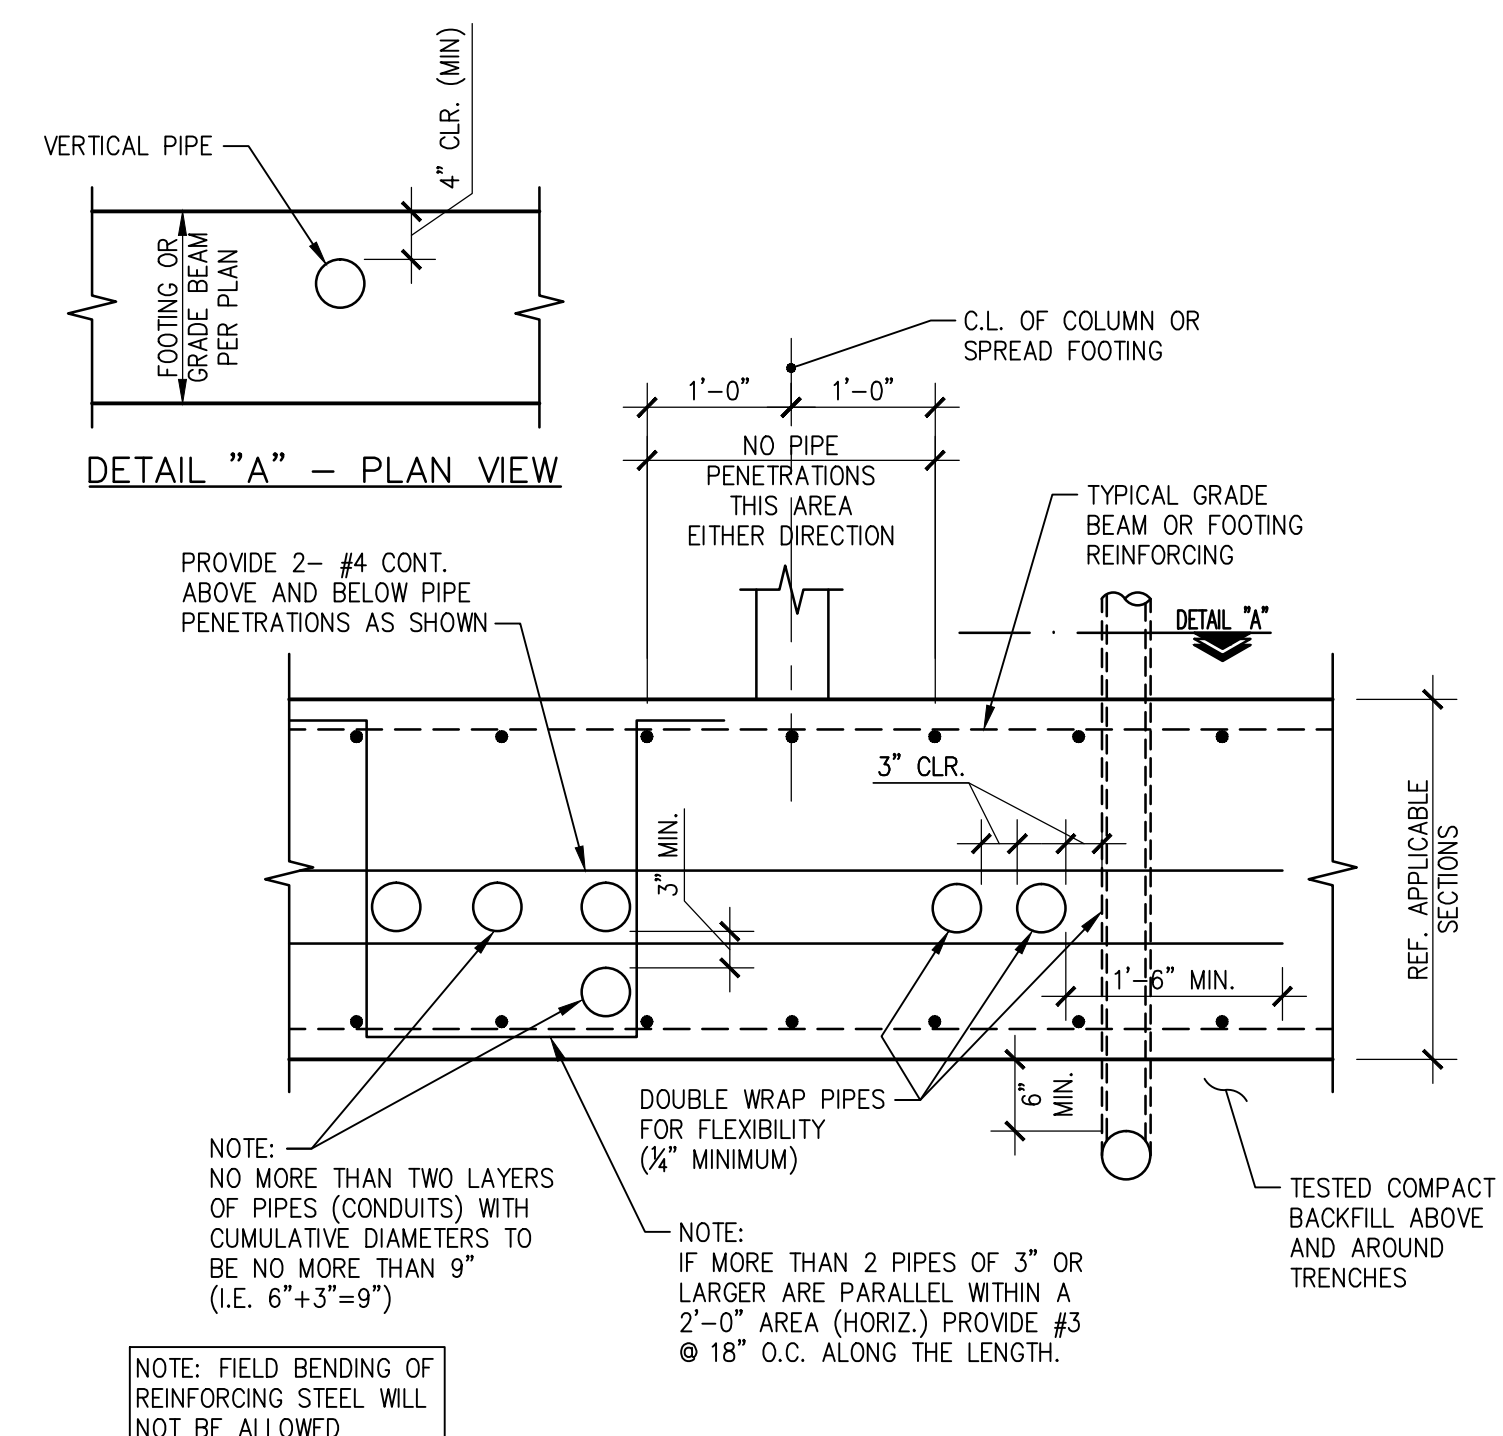 4" CLR. (MIN)
VERTICAL PIPE
FOOTING OR
GRADE BEAM
PER PLAN
DETAIL "A" – PLAN VIEW
C.L. OF COLUMN OR
SPREAD FOOTING
1'–0" 1'–0"
NO PIPE
PENETRATIONS
THIS AREA
EITHER DIRECTION
TYPICAL GRADE
BEAM OR FOOTING
REINFORCING
PROVIDE 2– #4 CONT.
ABOVE AND BELOW PIPE
PENETRATIONS AS SHOWN
DETAIL "A"
3" CLR.
3" MIN.
REF. APPLICABLE
SECTIONS
1'–6" MIN.
6"
MIN.
DOUBLE WRAP PIPES
FOR FLEXIBILITY
(¼" MINIMUM)
NOTE:
NO MORE THAN TWO LAYERS
OF PIPES (CONDUITS) WITH
CUMULATIVE DIAMETERS TO
BE NO MORE THAN 9"
(I.E. 6"+3"=9")
NOTE:
IF MORE THAN 2 PIPES OF 3" OR
LARGER ARE PARALLEL WITHIN A
2'–0" AREA (HORIZ.) PROVIDE #3
@ 18" O.C. ALONG THE LENGTH.
TESTED COMPACT
BACKFILL ABOVE
AND AROUND
TRENCHES
NOTE: FIELD BENDING OF
REINFORCING STEEL WILL
NOT BE ALLOWED